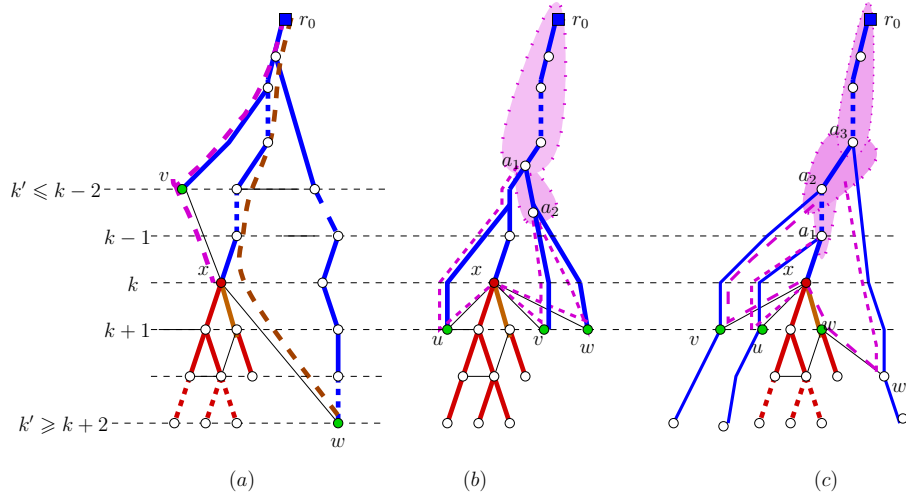 r₀ r₀ r₀
a₁ a₃
v k′ ⩽ k−2 a₂
a₂
k−1 a₁
x x x
k
k+1 u v w v u w
w
k′ ⩾ k+2
w
(a) (b) (c)